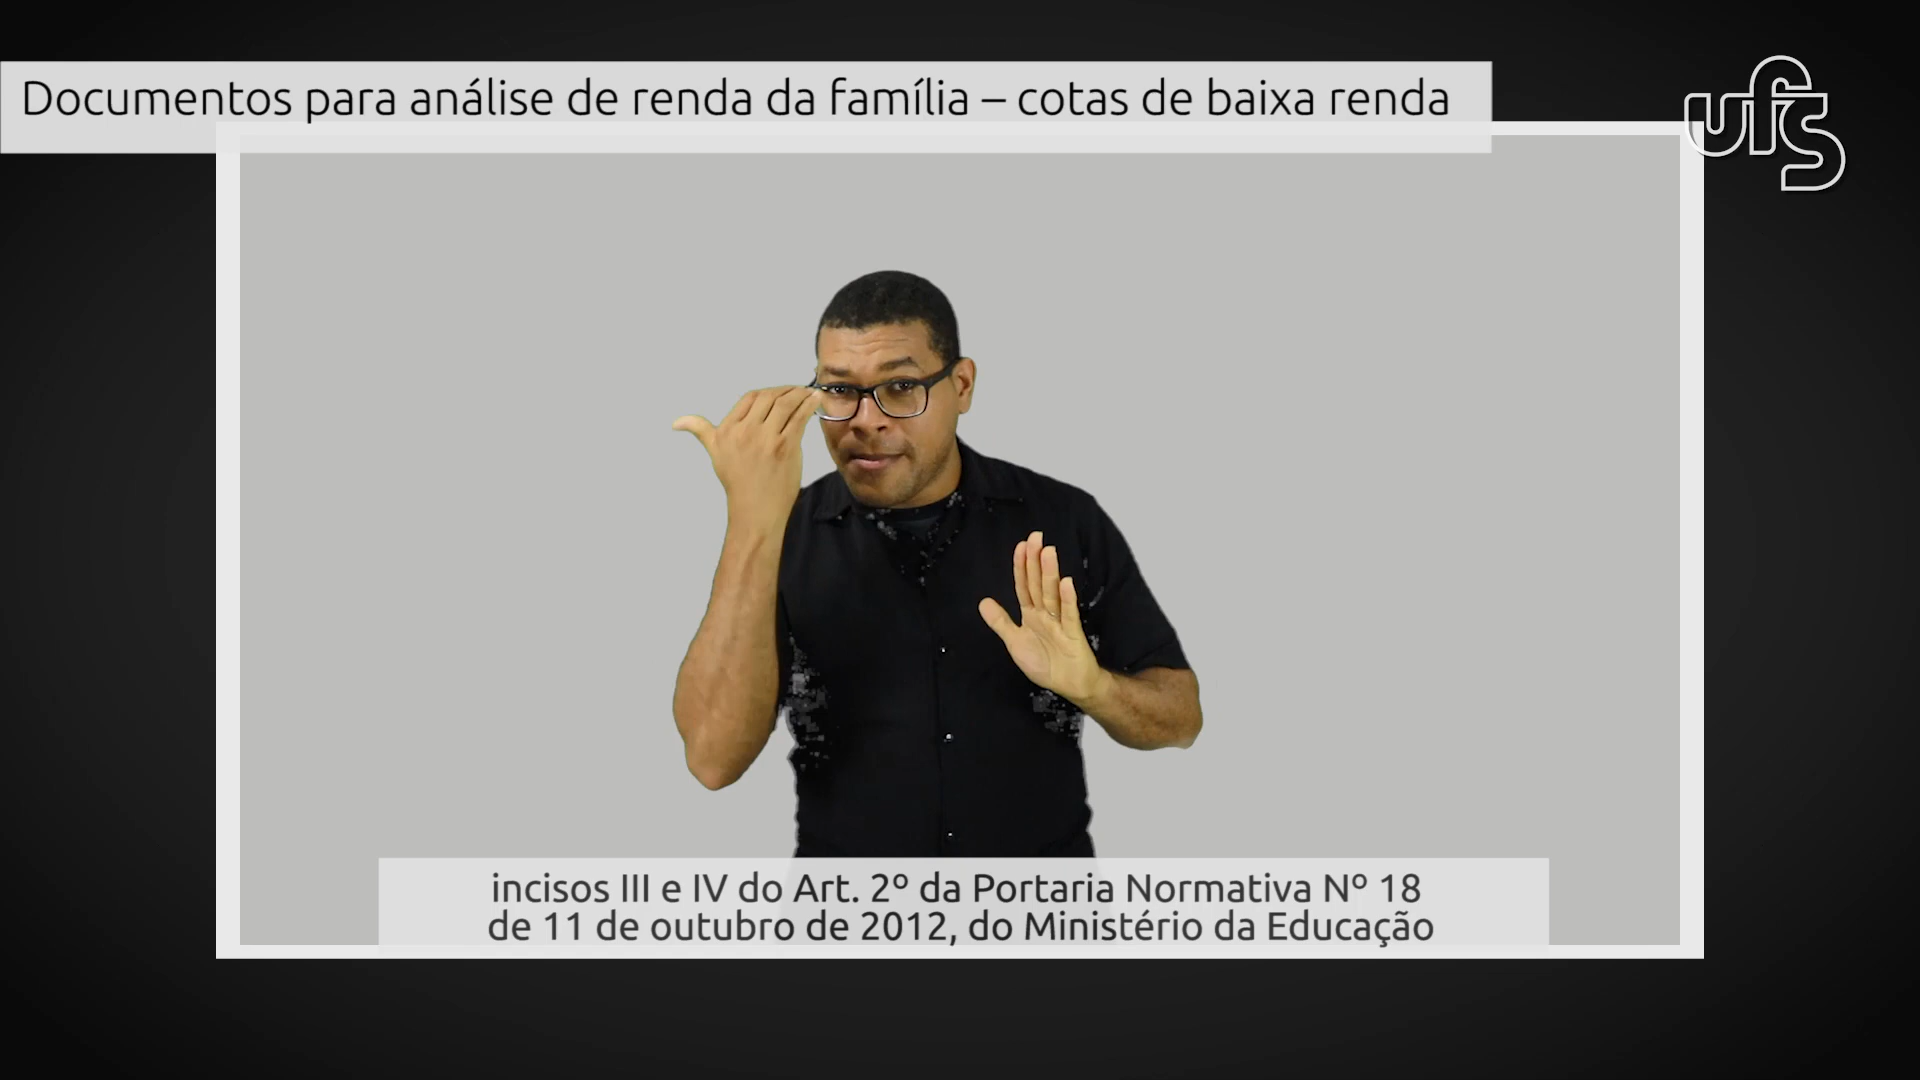 Documentos para análise de renda da família – cotas de baixa renda
ufs
incisos III e IV do Art. 2º da Portaria Normativa Nº 18
de 11 de outubro de 2012, do Ministério da Educação